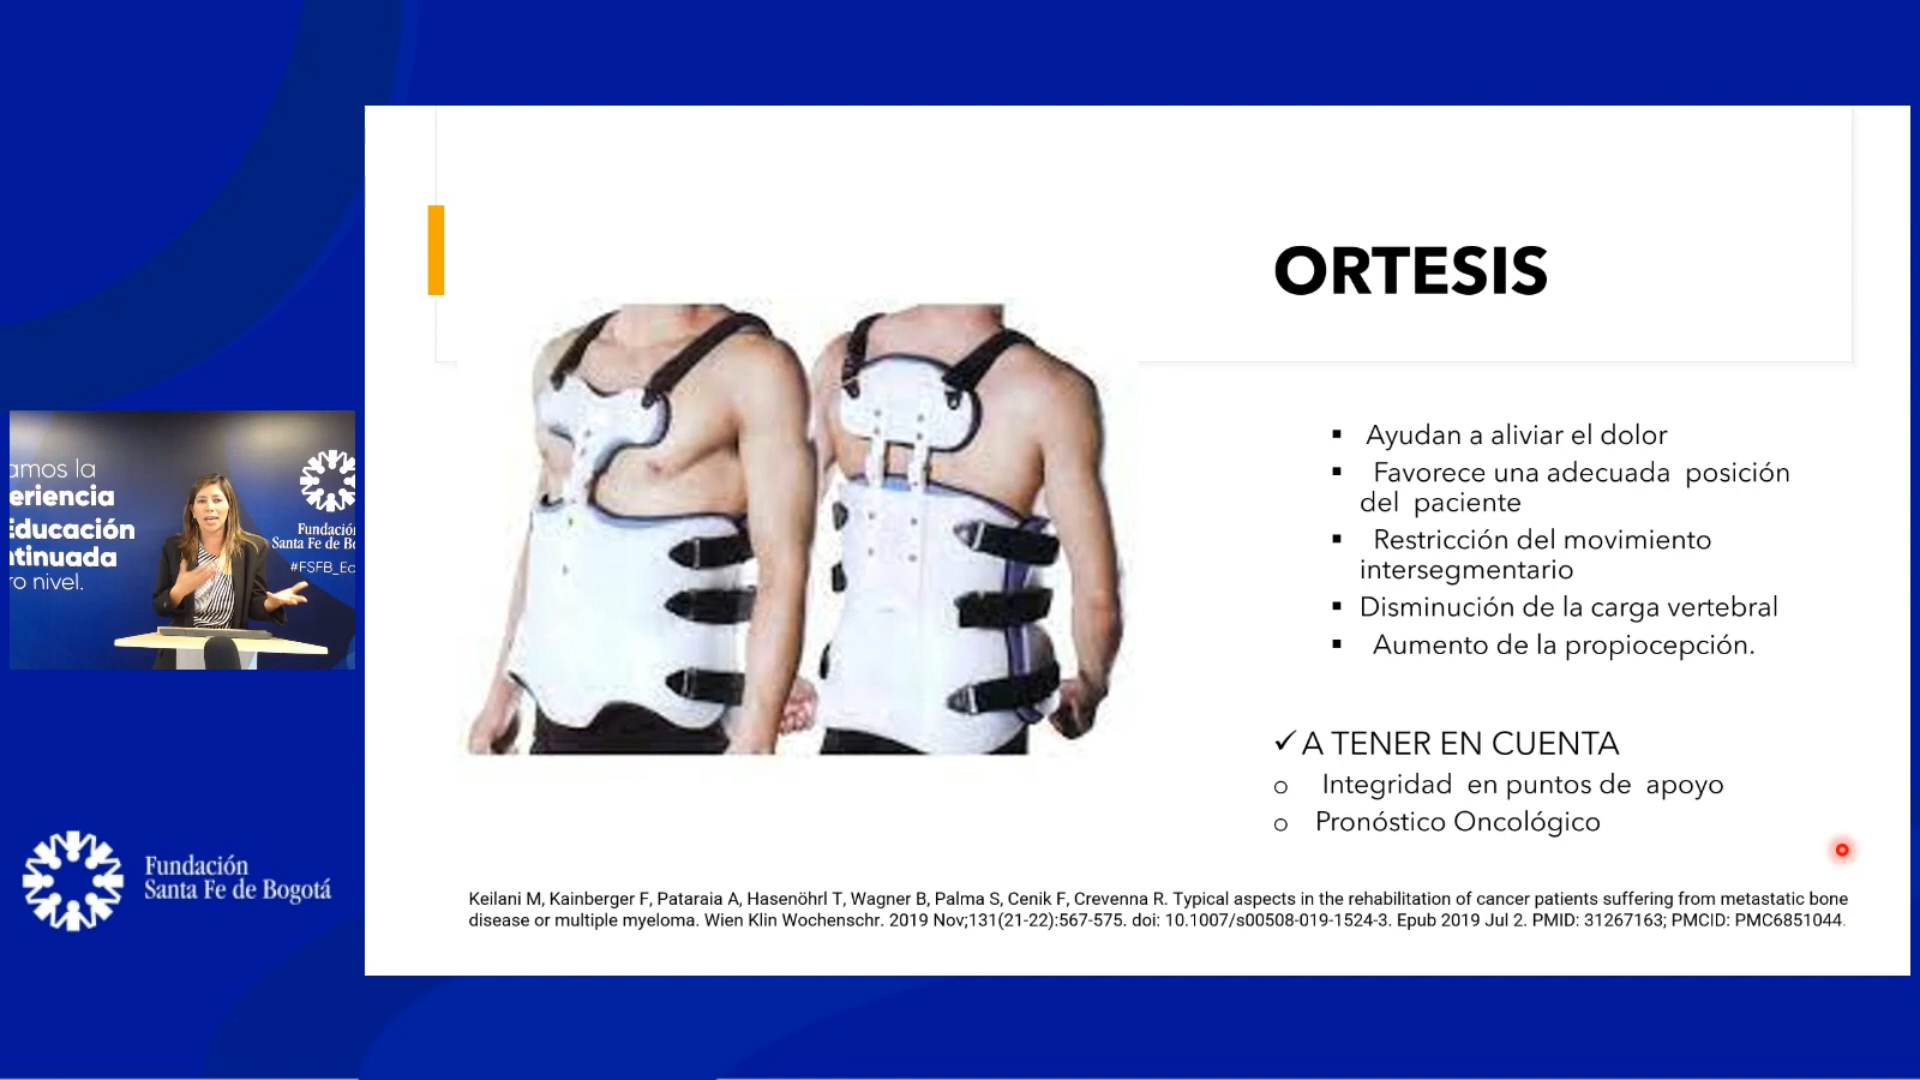 ORTESIS
▪ Ayudan a aliviar el dolor
▪ Favorece una adecuada posición
del paciente
▪ Restricción del movimiento
intersegmentario
▪ Disminución de la carga vertebral
▪ Aumento de la propiocepción.
✓ A TENER EN CUENTA
o Integridad en puntos de apoyo
o Pronóstico Oncológico
Keilani M, Kainberger F, Pataraia A, Hasenöhrl T, Wagner B, Palma S, Cenik F, Crevenna R. Typical aspects in the rehabilitation of cancer patients suffering from metastatic bone
disease or multiple myeloma. Wien Klin Wochenschr. 2019 Nov;131(21-22):567-575. doi: 10.1007/s00508-019-1524-3. Epub 2019 Jul 2. PMID: 31267163; PMCID: PMC6851044.
amos la
eriencia
Educación
ntinuada
ro nivel.
Fundación
Santa Fe de Bo
#FSFB_Ed
Fundación
Santa Fe de Bogotá